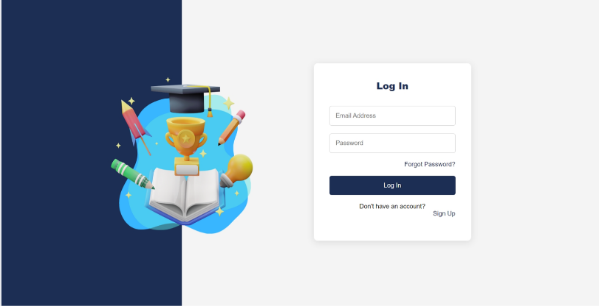 Log In
Email Address
Password
Forgot Password?
Log In
Don't have an account?
Sign Up